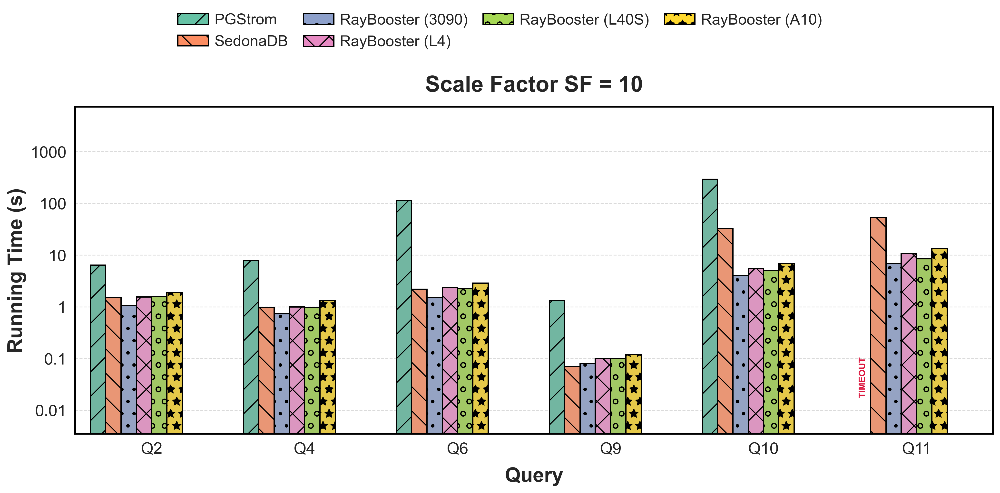 PGStrom
SedonaDB
RayBooster (3090)
RayBooster (L4)
RayBooster (L40S)
RayBooster (A10)
Scale Factor SF = 10
Running Time (s)
1000
100
10
1
0.1
0.01
TIMEOUT
Q2 Q4 Q6 Q9 Q10 Q11
Query